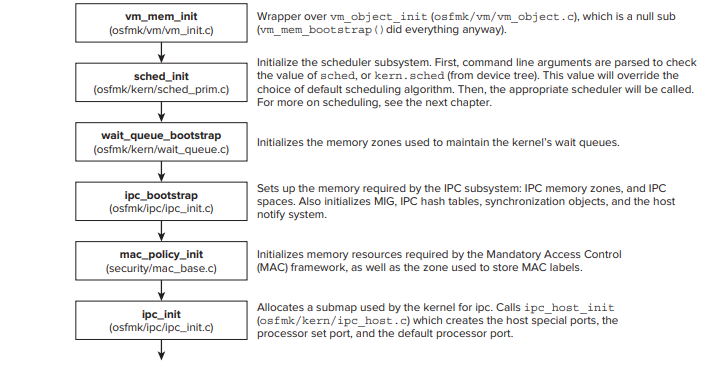 vm_mem_init
(osfmk/vm/vm_init.c)
Wrapper over vm_object_init (osfmk/vm/vm_object.c), which is a null sub
(vm_mem_bootstrap()did everything anyway).
sched_init
(osfmk/kern/sched_prim.c)
Initialize the scheduler subsystem. First, command line arguments are parsed to check
the value of sched, or kern.sched (from device tree). This value will override the
choice of default scheduling algorithm. Then, the appropriate scheduler will be called.
For more on scheduling, see the next chapter.
wait_queue_bootstrap
(osfmk/kern/wait_queue.c)
Initializes the memory zones used to maintain the kernel's wait queues.
ipc_bootstrap
(osfmk/ipc/ipc_init.c)
Sets up the memory required by the IPC subsystem: IPC memory zones, and IPC
spaces. Also initializes MIG, IPC hash tables, synchronization objects, and the host
notify system.
mac_policy_init
(security/mac_base.c)
Initializes memory resources required by the Mandatory Access Control
(MAC) framework, as well as the zone used to store MAC labels.
ipc_init
(osfmk/ipc/ipc_init.c)
Allocates a submap used by the kernel for ipc. Calls ipc_host_init
(osfmk/kern/ipc_host.c) which creates the host special ports, the
processor set port, and the default processor port.